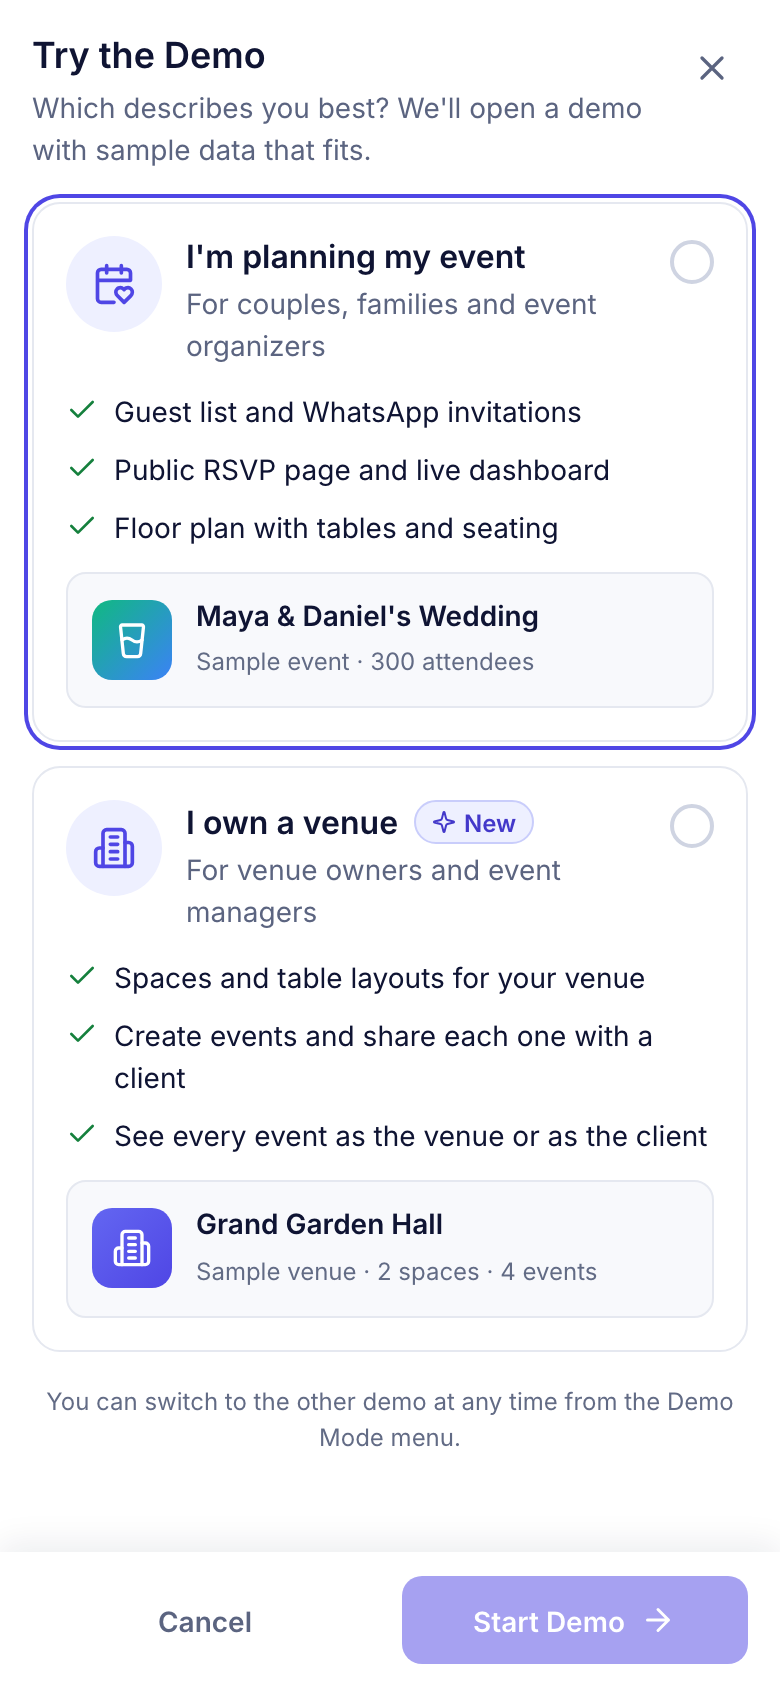 Try the Demo
Which describes you best? We'll open a demo
with sample data that fits.
I'm planning my event
For couples, families and event
organizers
Guest list and WhatsApp invitations
Public RSVP page and live dashboard
Floor plan with tables and seating
Maya & Daniel's Wedding
Sample event · 300 attendees
I own a venue New
For venue owners and event
managers
Spaces and table layouts for your venue
Create events and share each one with a
client
See every event as the venue or as the client
Grand Garden Hall
Sample venue · 2 spaces · 4 events
You can switch to the other demo at any time from the Demo
Mode menu.
Cancel Start Demo